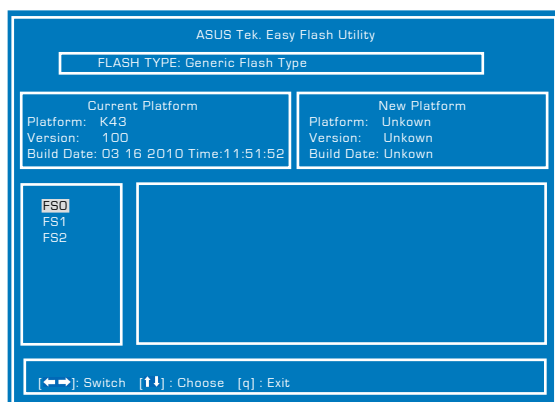 ASUS Tek. Easy Flash Utility
FLASH TYPE: Generic Flash Type
Current Platform
Platform: K43
Version: 100
Build Date: 03 16 2010 Time:11:51:52
New Platform
Platform: Unkown
Version: Unkown
Build Date: Unkown
FS0
FS1
FS2
[⬅➡]: Switch [⬆⬇] : Choose [q] : Exit